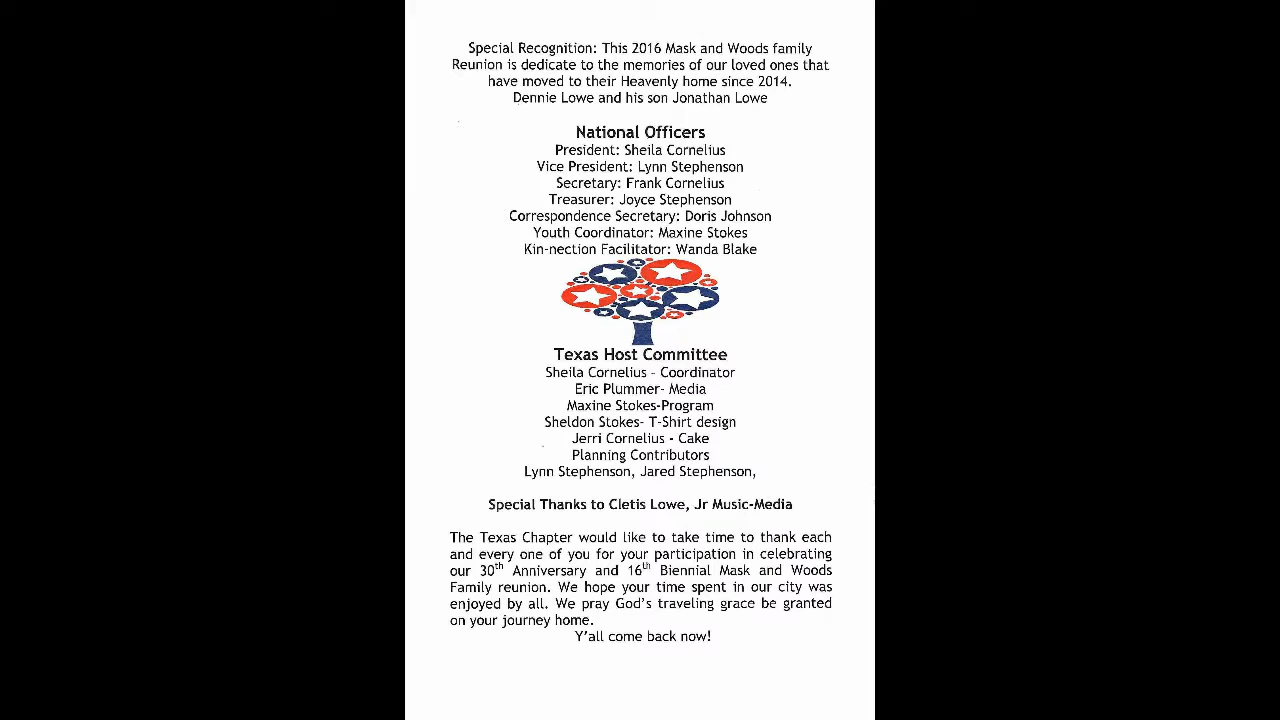 Special Recognition: This 2016 Mask and Woods family
Reunion is dedicate to the memories of our loved ones that
have moved to their Heavenly home since 2014.
Dennie Lowe and his son Jonathan Lowe
National Officers
President: Sheila Cornelius
Vice President: Lynn Stephenson
Secretary: Frank Cornelius
Treasurer: Joyce Stephenson
Correspondence Secretary: Doris Johnson
Youth Coordinator: Maxine Stokes
Kin-nection Facilitator: Wanda Blake
Texas Host Committee
Sheila Cornelius - Coordinator
Eric Plummer- Media
Maxine Stokes-Program
Sheldon Stokes- T-Shirt design
Jerri Cornelius - Cake
Planning Contributors
Lynn Stephenson, Jared Stephenson,
Special Thanks to Cletis Lowe, Jr Music-Media
The Texas Chapter would like to take time to thank each
and every one of you for your participation in celebrating
our 30th Anniversary and 16th Biennial Mask and Woods
Family reunion. We hope your time spent in our city was
enjoyed by all. We pray God's traveling grace be granted
on your journey home.
Y'all come back now!